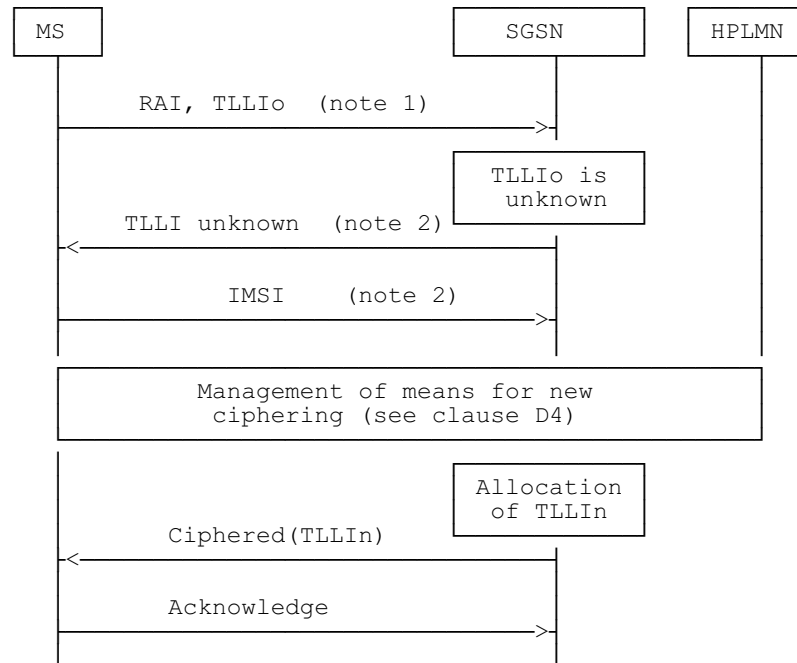 MS
SGSN
HPLMN
RAI, TLLIo (note 1)
TLLIo is
unknown
TLLI unknown (note 2)
IMSI (note 2)
Management of means for new
ciphering (see clause D4)
Allocation
of TLLIn
Ciphered(TLLIn)
Acknowledge